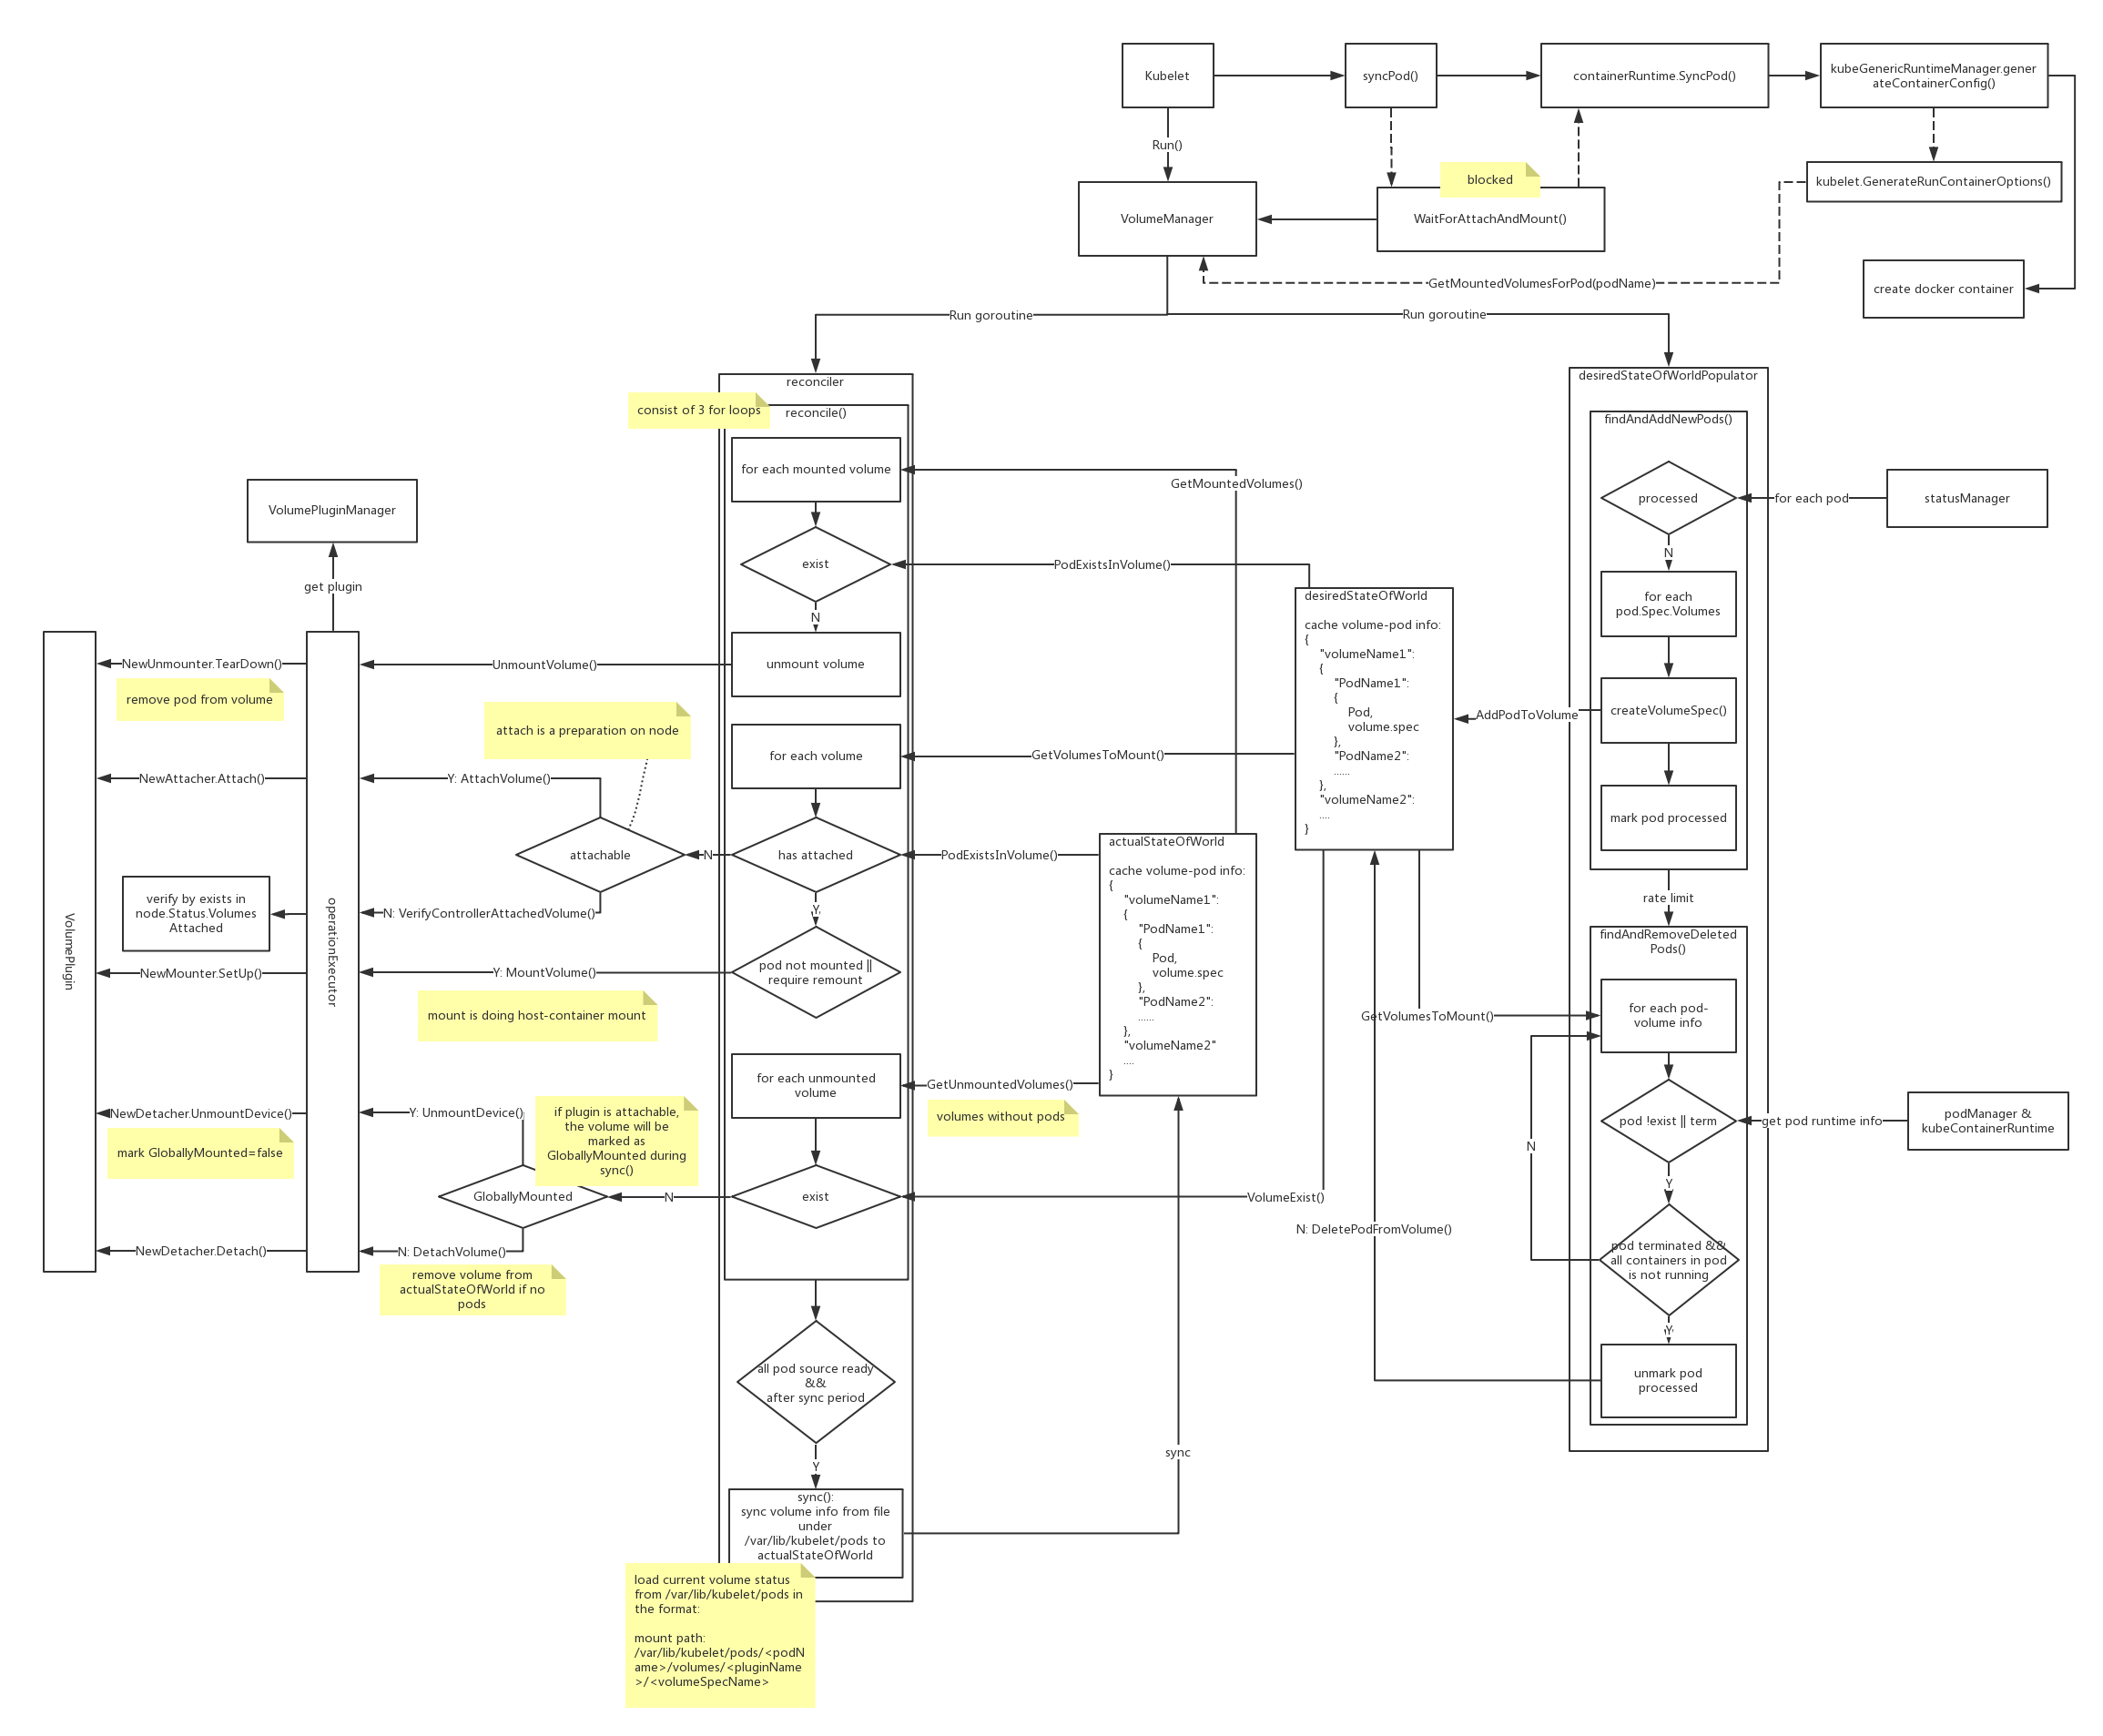 Kubelet
syncPod()
containerRuntime.SyncPod()
kubeGenericRuntimeManager.gener
ateContainerConfig()
Run()
blocked
VolumeManager
WaitForAttachAndMount()
kubelet.GenerateRunContainerOptions()
GetMountedVolumesForPod(podName)
create docker container
Run goroutine
Run goroutine
reconciler
consist of 3 for loops
reconcile()
for each mounted volume
GetMountedVolumes()
exist
PodExistsInVolume()
N
unmount volume
UnmountVolume()
VolumePluginManager
get plugin
NewUnmounter.TearDown()
remove pod from volume
attach is a preparation on node
for each volume
GetVolumesToMount()
NewAttacher.Attach()
Y: AttachVolume()
attachable
N
has attached
PodExistsInVolume()
verify by exists in
node.Status.Volumes
Attached
N: VerifyControllerAttachedVolume()
Y
VolumePlugin
operationExecutor
NewMounter.SetUp()
Y: MountVolume()
pod not mounted ||
require remount
mount is doing host-container mount
for each unmounted
volume
GetUnmountedVolumes()
volumes without pods
NewDetacher.UnmountDevice()
mark GloballyMounted=false
Y: UnmountDevice()
if plugin is attachable,
the volume will be
marked as
GloballyMounted during
sync()
GloballyMounted
N
exist
VolumeExist()
NewDetacher.Detach()
N: DetachVolume()
remove volume from
actualStateOfWorld if no
pods
all pod source ready
&&
after sync period
Y
sync():
sync volume info from file
under
/var/lib/kubelet/pods to
actualStateOfWorld
sync
load current volume status
from /var/lib/kubelet/pods in
the format:
mount path:
/var/lib/kubelet/pods/<podN
ame>/volumes/<pluginName
>/<volumeSpecName>
actualStateOfWorld
cache volume-pod info:
{
"volumeName1":
{
"PodName1":
{
Pod,
volume.spec
},
"PodName2":
......
},
"volumeName2"
....
}
desiredStateOfWorld
cache volume-pod info:
{
"volumeName1":
{
"PodName1":
{
Pod,
volume.spec
},
"PodName2":
......
},
"volumeName2":
....
}
desiredStateOfWorldPopulator
findAndAddNewPods()
processed
for each pod
statusManager
N
for each
pod.Spec.Volumes
createVolumeSpec()
AddPodToVolume
mark pod processed
rate limit
findAndRemoveDeleted
Pods()
for each pod-
volume info
GetVolumesToMount()
pod !exist || term
get pod runtime info
podManager &
kubeContainerRuntime
N
Y
pod terminated &&
all containers in pod
is not running
N: DeletePodFromVolume()
Y
unmark pod
processed